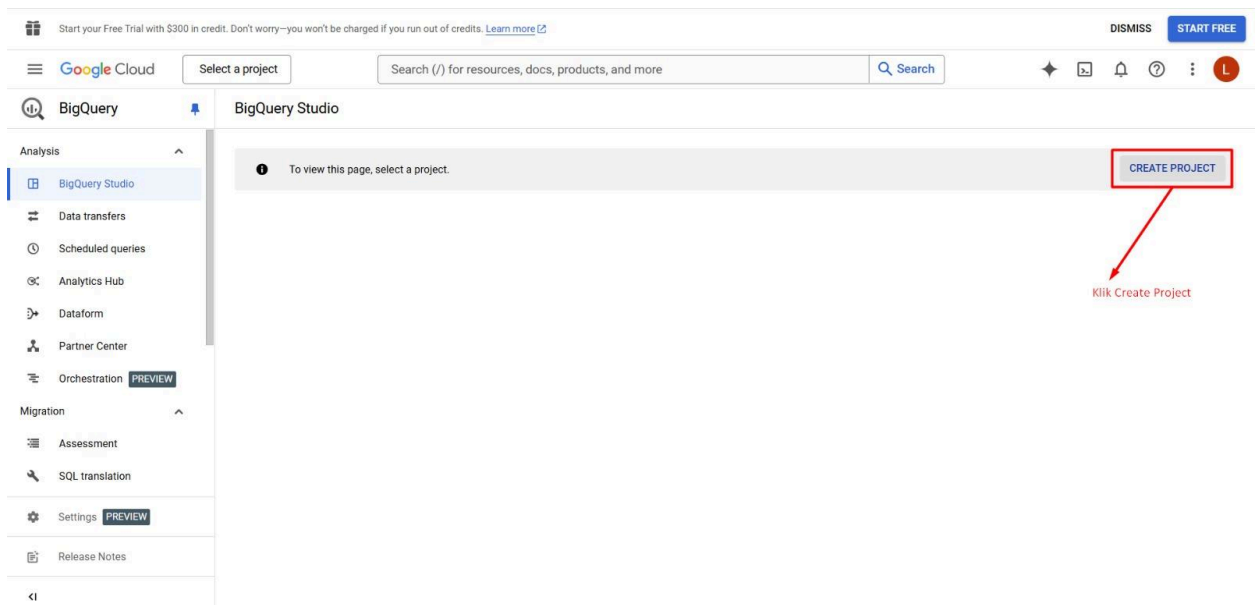 Start your Free Trial with $300 in credit. Don't worry—you won't be charged if you run out of credits. Learn more
DISMISS
START FREE
Google Cloud
Select a project
Search (/) for resources, docs, products, and more
Search
L
BigQuery
BigQuery Studio
Analysis
To view this page, select a project.
CREATE PROJECT
BigQuery Studio
Data transfers
Scheduled queries
Analytics Hub
Klik Create Project
Dataform
Partner Center
Orchestration PREVIEW
Migration
Assessment
SQL translation
Settings PREVIEW
Release Notes